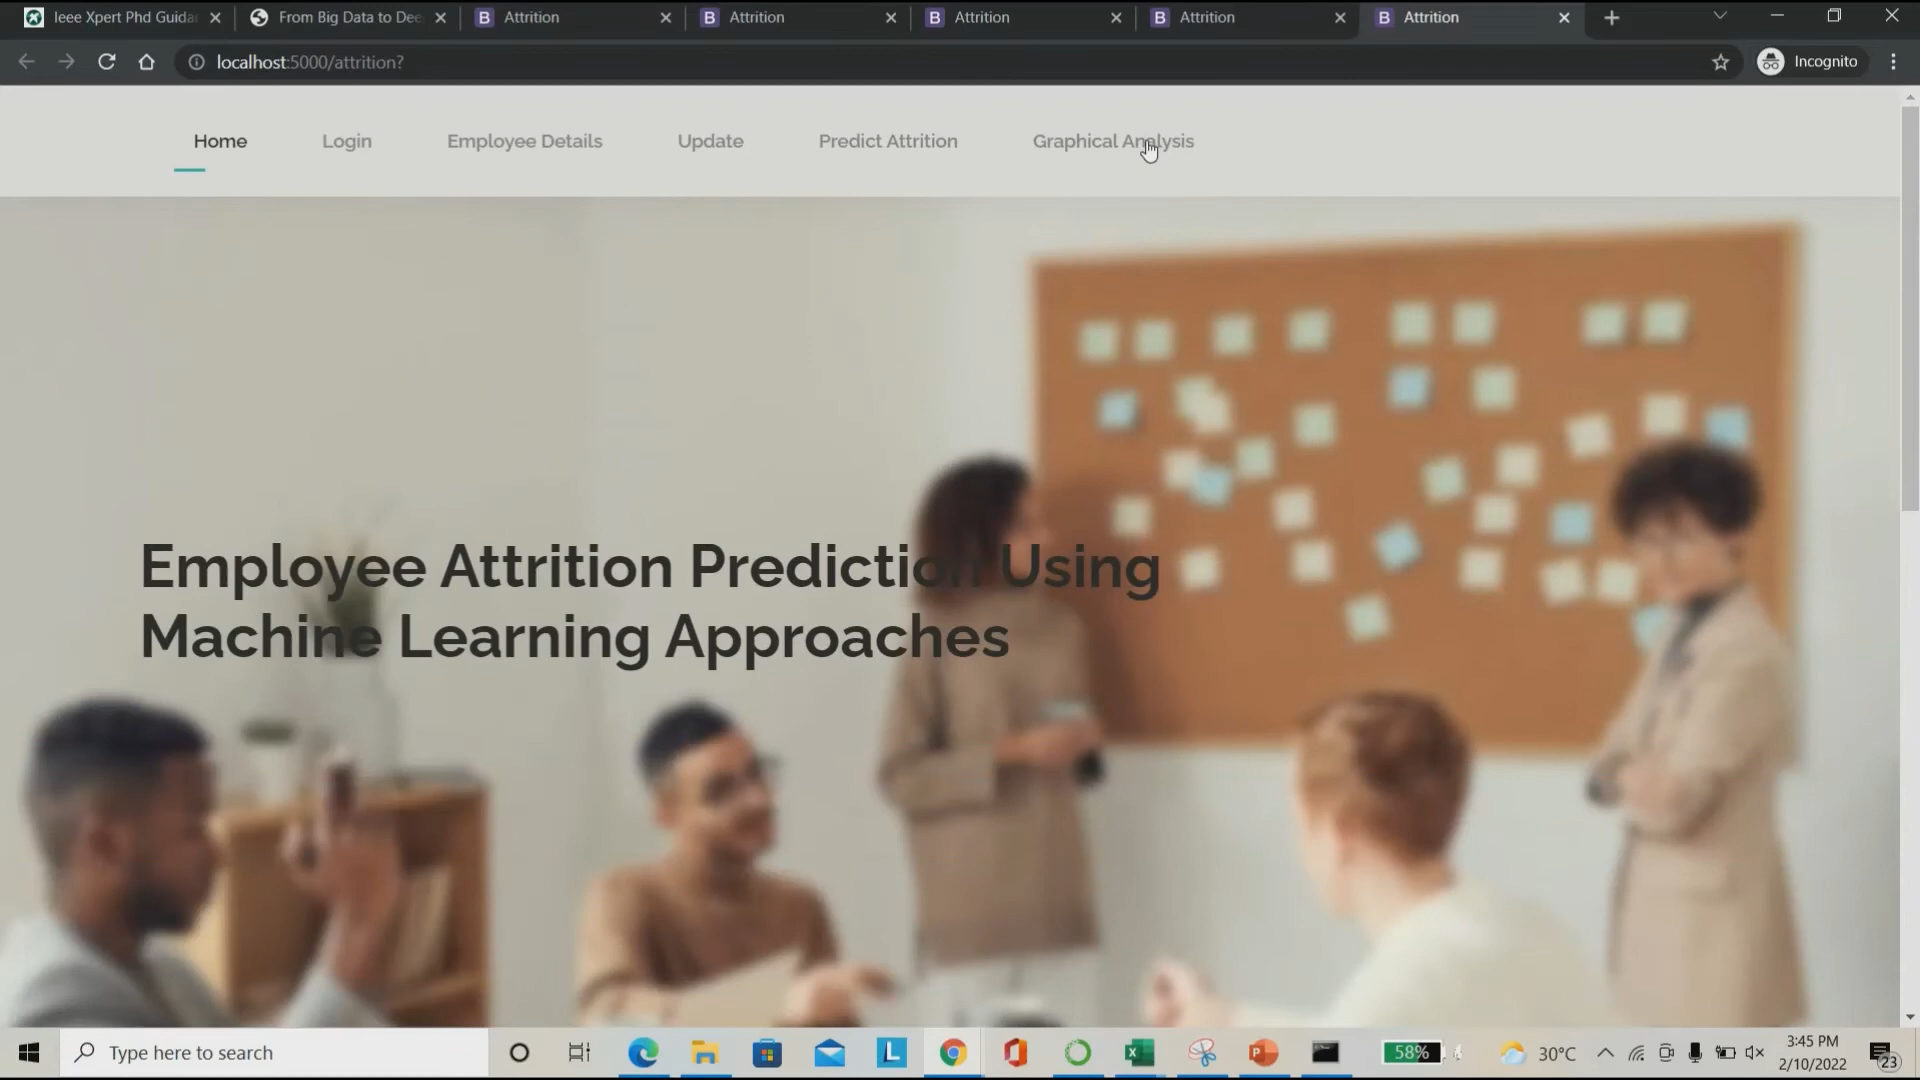 Ieee Xpert Phd Guidan
From Big Data to Dee
Attrition
Attrition
Attrition
Attrition
Attrition
localhost:5000/attrition?
Incognito
Home
Login
Employee Details
Update
Predict Attrition
Graphical Analysis
Employee Attrition Prediction Using
Machine Learning Approaches
Type here to search
58%
30°C
3:45 PM
2/10/2022
23